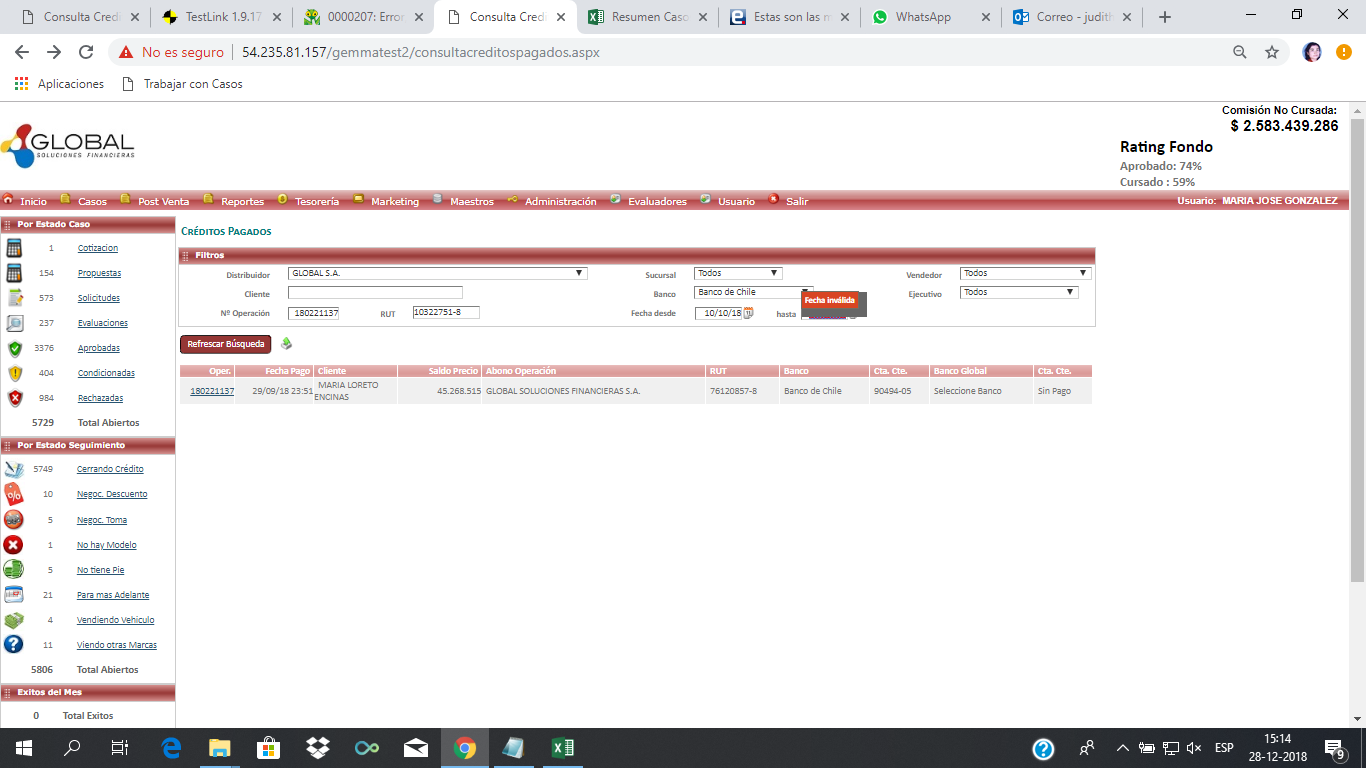 Consulta Credi
TestLink 1.9.17
0000207: Error
Consulta Credi
Resumen Caso
Estas son las m
WhatsApp
Correo - judith
No es seguro
54.235.81.157/gemmatest2/consultacreditospagados.aspx
Aplicaciones
Trabajar con Casos
Comisión No Cursada:
$ 2.583.439.286
GLOBAL
SOLUCIONES FINANCIERAS
Rating Fondo
Aprobado: 74%
Cursado : 59%
Inicio Casos Post Venta Reportes Tesorería Marketing Maestros Administración Evaluadores Usuario Salir Usuario: MARIA JOSE GONZALEZ
Por Estado Caso
1 Cotizacion
154 Propuestas
573 Solicitudes
237 Evaluaciones
3376 Aprobadas
404 Condicionadas
984 Rechazadas
5729 Total Abiertos
Por Estado Seguimiento
5749 Cerrando Crédito
10 Negoc. Descuento
5 Negoc. Toma
1 No hay Modelo
5 No tiene Pie
21 Para mas Adelante
4 Vendiendo Vehiculo
11 Viendo otras Marcas
5806 Total Abiertos
Exitos del Mes
0 Total Exitos
CRÉDITOS PAGADOS
Filtros
Distribuidor GLOBAL S.A. Sucursal Todos Vendedor Todos
Cliente Banco Banco de Chile Ejecutivo Todos
Fecha inválida
Nº Operación 180221137 RUT 10322751-8 Fecha desde 10/10/18 hasta
Refrescar Búsqueda
Oper. Fecha Pago Cliente Saldo Precio Abono Operación RUT Banco Cta. Cte. Banco Global Cta. Cte.
180221137 29/09/18 23:51 MARIA LORETO ENCINAS 45.268.515 GLOBAL SOLUCIONES FINANCIERAS S.A. 76120857-8 Banco de Chile 90494-05 Seleccione Banco Sin Pago
ESP
15:14
28-12-2018
9